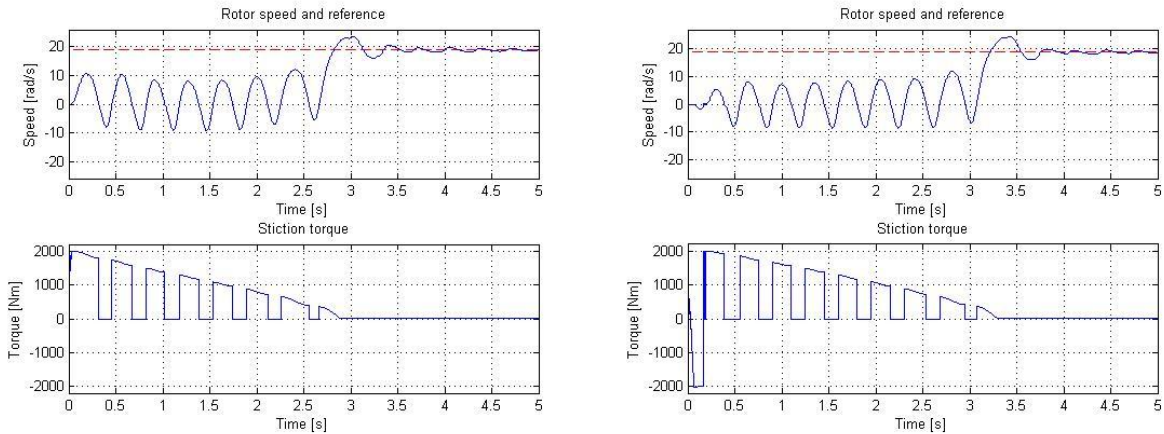 Rotor speed and reference
Speed [rad/s]
20
10
0
-10
-20
0 0.5 1 1.5 2 2.5 3 3.5 4 4.5 5
Time [s]
Stiction torque
Torque [Nm]
2000
1000
0
-1000
-2000
0 0.5 1 1.5 2 2.5 3 3.5 4 4.5 5
Time [s]
Rotor speed and reference
Speed [rad/s]
20
10
0
-10
-20
0 0.5 1 1.5 2 2.5 3 3.5 4 4.5 5
Time [s]
Stiction torque
Torque [Nm]
2000
1000
0
-1000
-2000
0 0.5 1 1.5 2 2.5 3 3.5 4 4.5 5
Time [s]